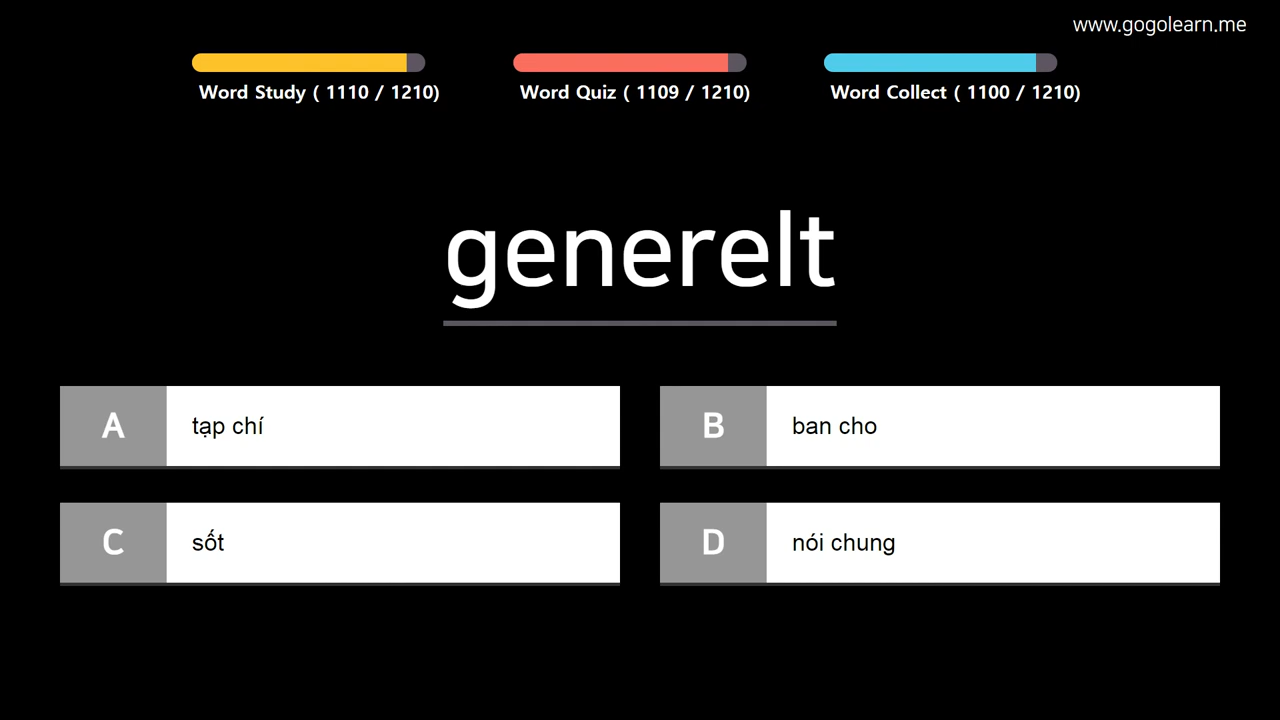 www.gogolearn.me
Word Study ( 1110 / 1210)
Word Quiz ( 1109 / 1210)
Word Collect ( 1100 / 1210)
generelt
A tạp chí
B ban cho
C sốt
D nói chung